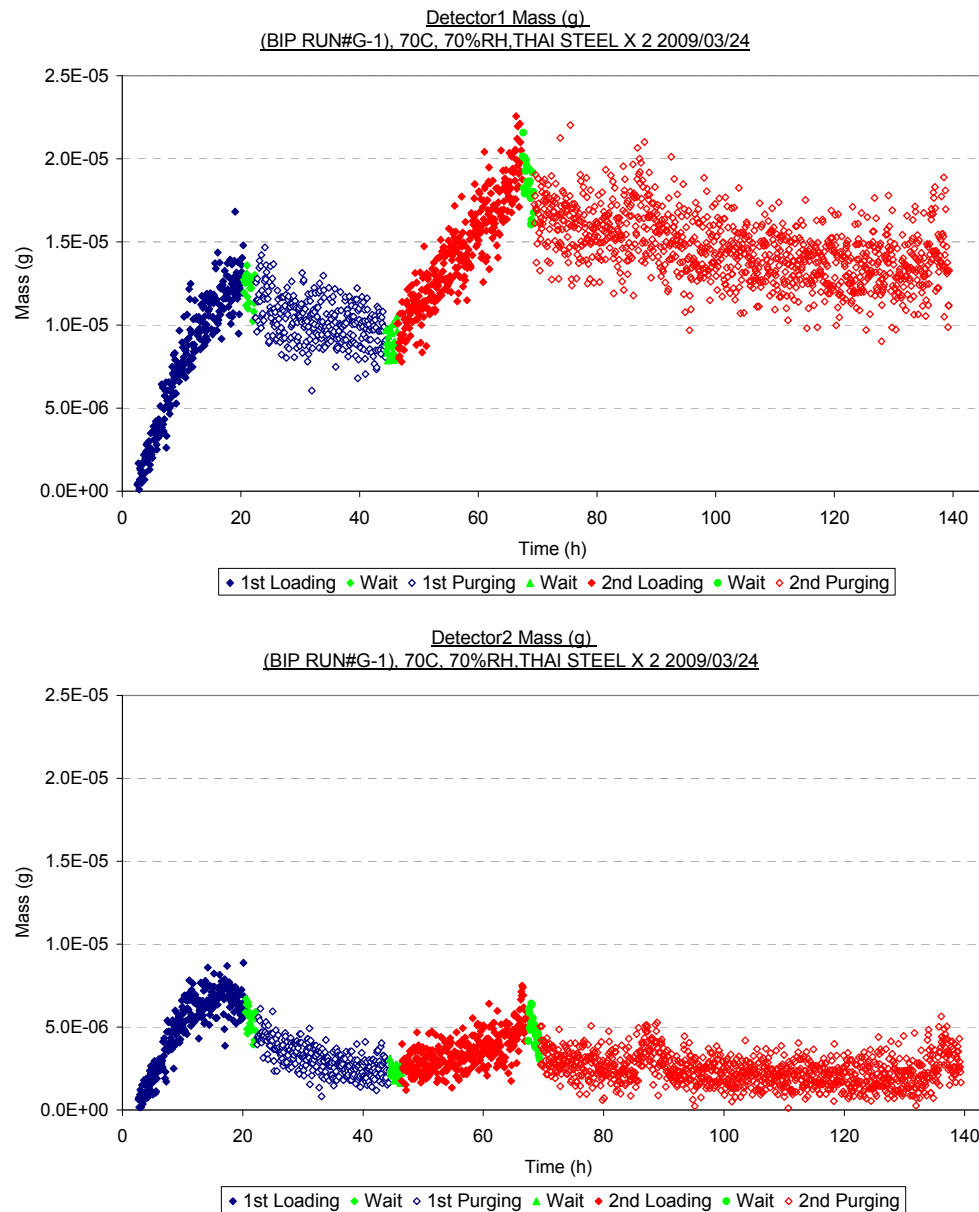 Detector1 Mass (g)
(BIP RUN#G-1), 70C, 70%RH,THAI STEEL X 2 2009/03/24
2.5E-05
2.0E-05
1.5E-05
1.0E-05
5.0E-06
0.0E+00
Mass (g)
0 20 40 60 80 100 120 140
Time (h)
1st Loading Wait 1st Purging Wait 2nd Loading Wait 2nd Purging
Detector2 Mass (g)
(BIP RUN#G-1), 70C, 70%RH,THAI STEEL X 2 2009/03/24
2.5E-05
2.0E-05
1.5E-05
1.0E-05
5.0E-06
0.0E+00
Mass (g)
0 20 40 60 80 100 120 140
Time (h)
1st Loading Wait 1st Purging Wait 2nd Loading Wait 2nd Purging